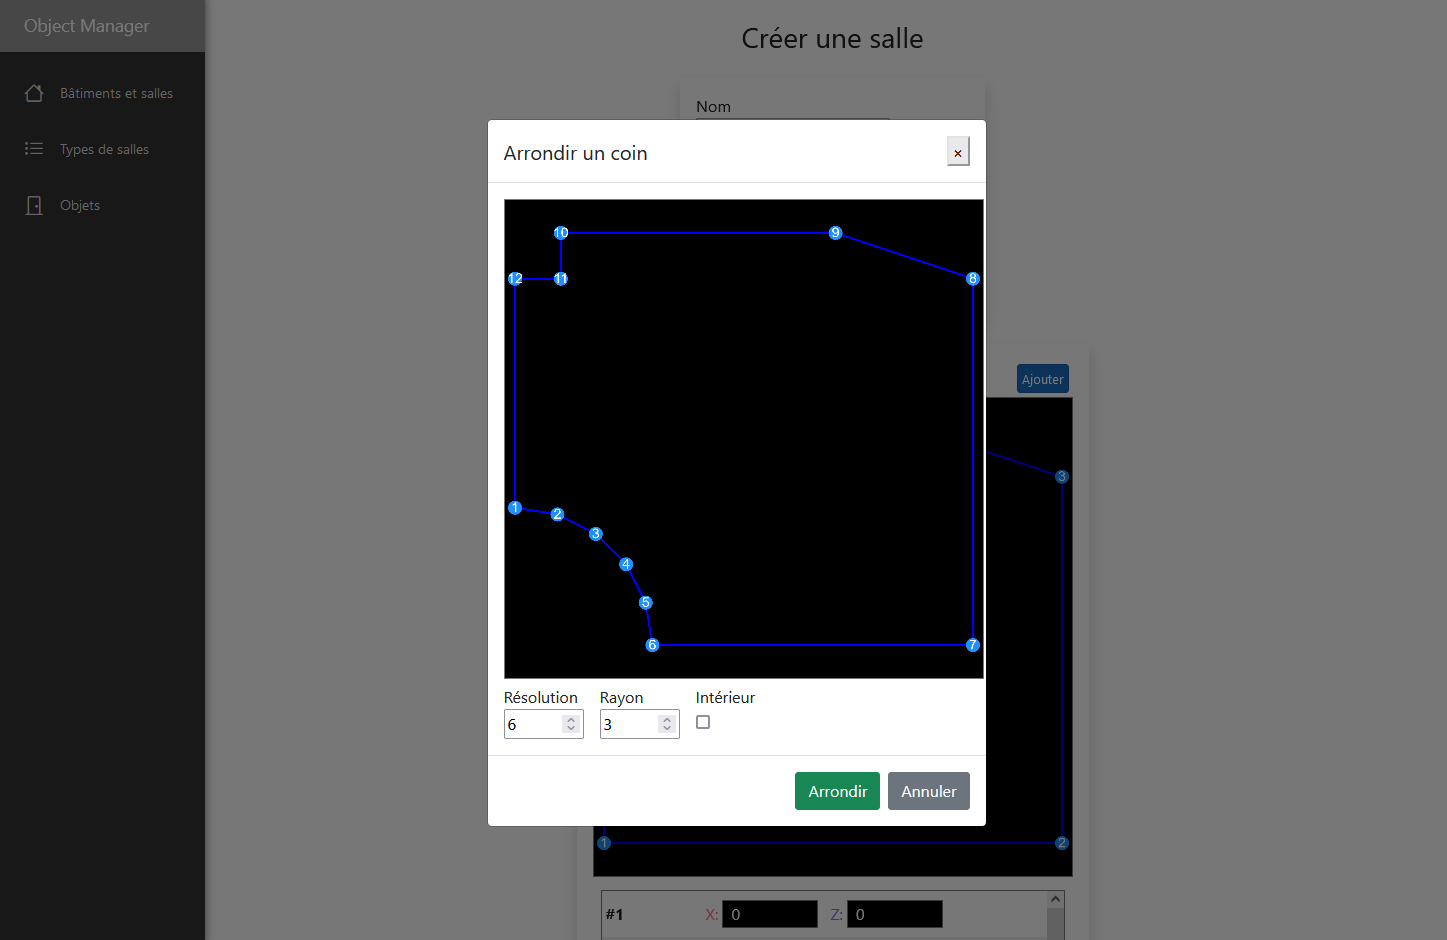 Object Manager
Bâtiments et salles
Types de salles
Objets
Créer une salle
Nom
Arrondir un coin
×
10
9
12
11
8
1
2
3
4
5
6
7
Résolution
Rayon
Intérieur
6
3
Arrondir
Annuler
Ajouter
3
1
2
#1
X:
0
Z:
0